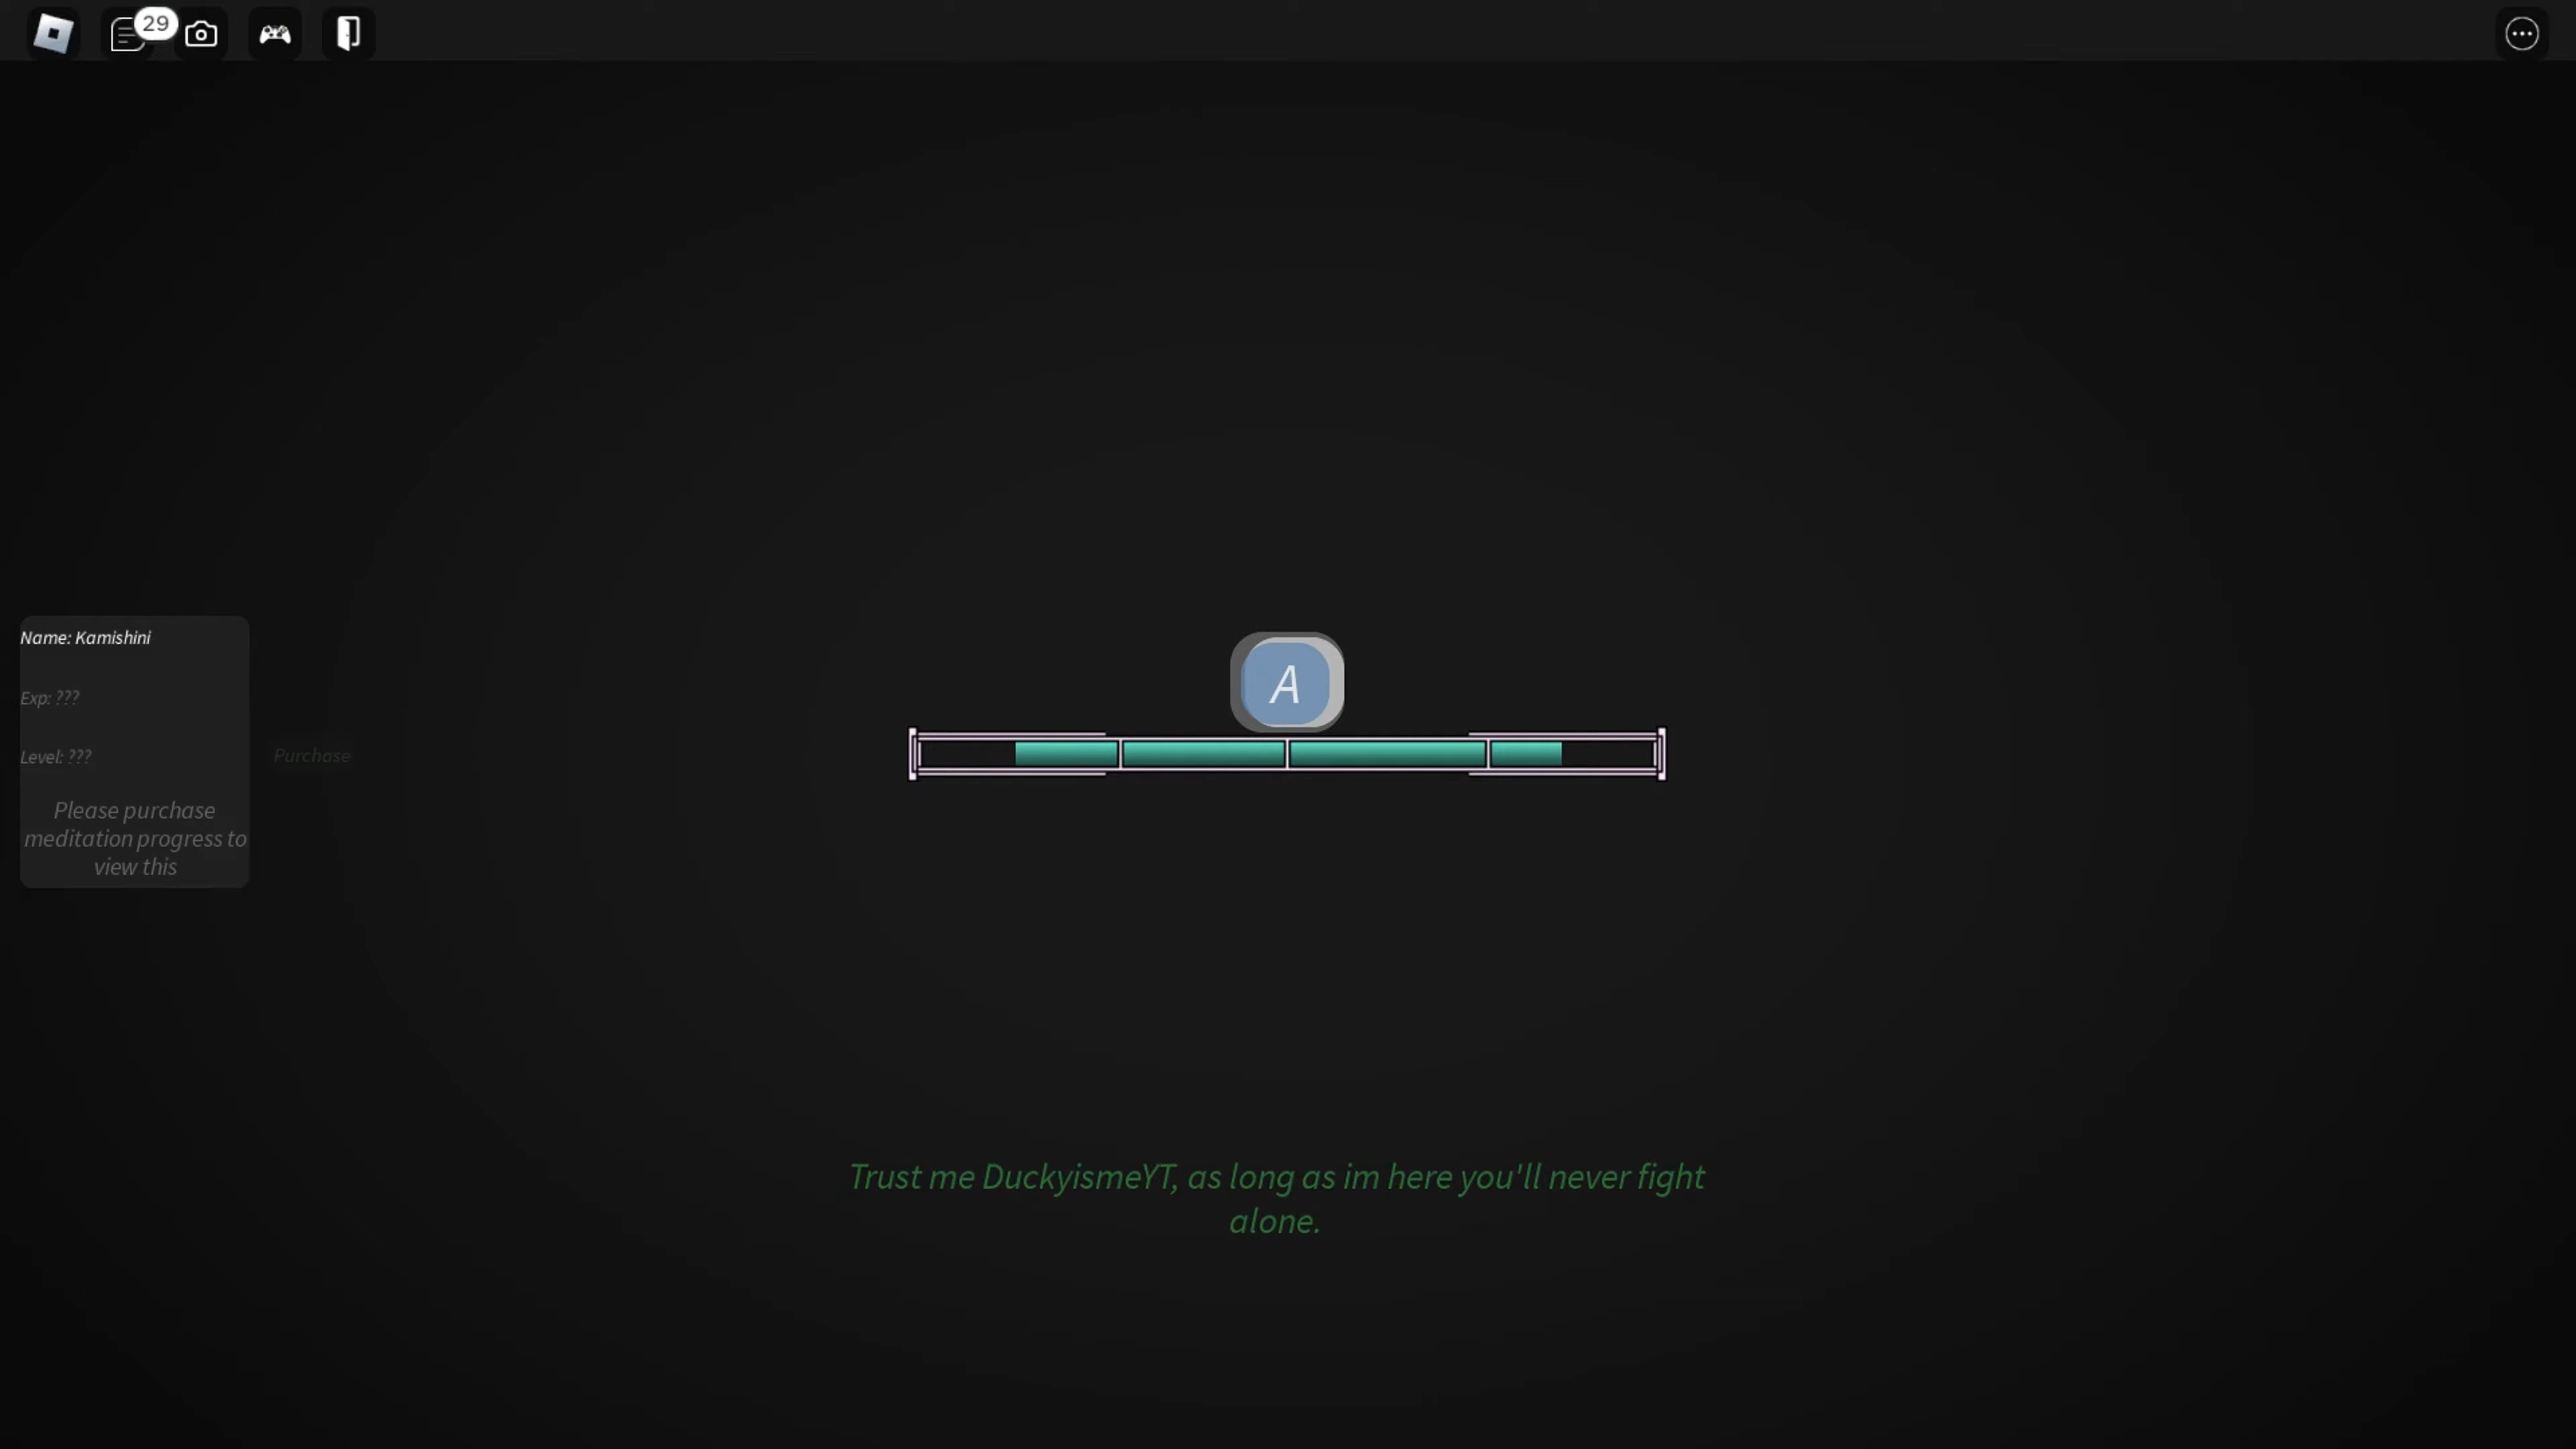 29
Name: Kamishini
Exp: ???
Level: ???
Purchase
Please purchase
meditation progress to
view this
A
Trust me DuckyismeYT, as long as im here you'll never fight
alone.